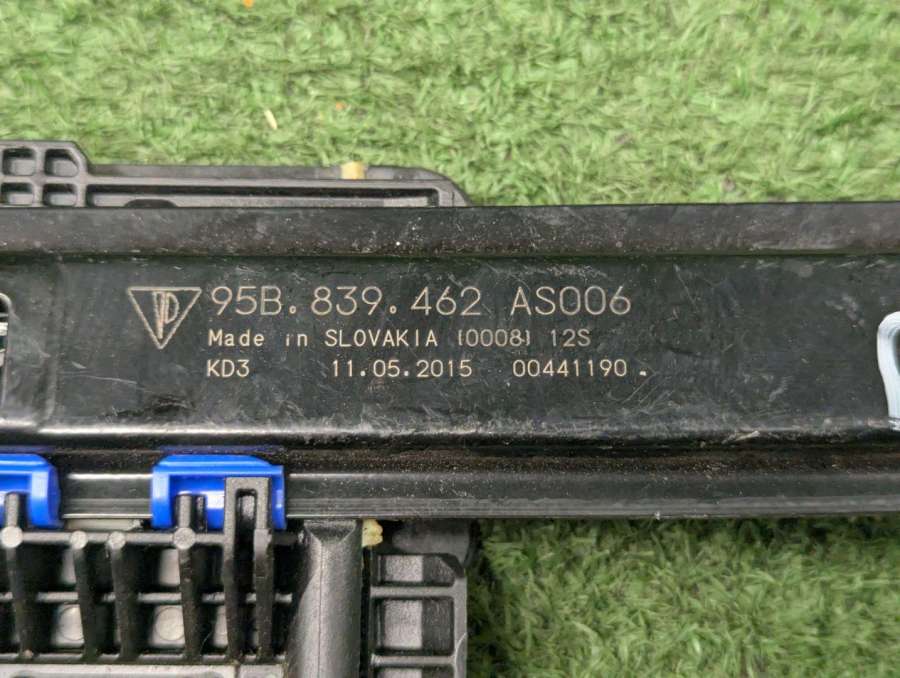 95B.839.462 AS006
Made in SLOVAKIA (0008) 12S
KD3 11.05.2015 00441190.